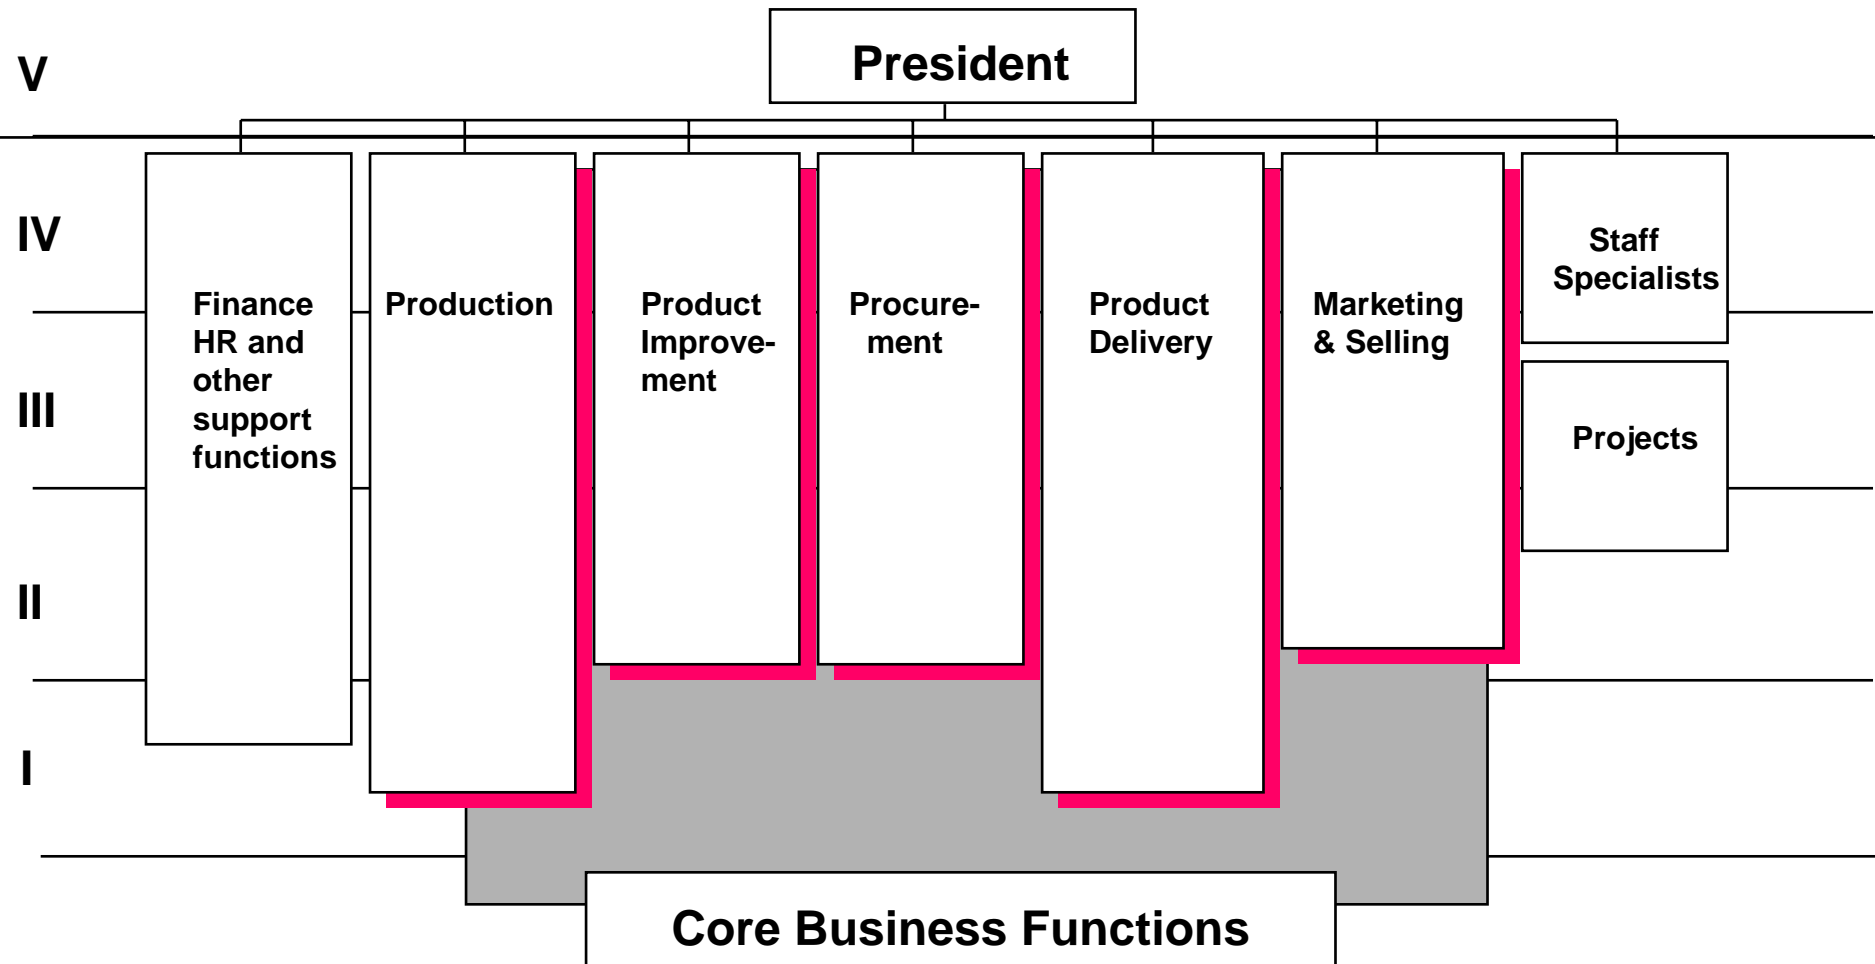 President
V
IV
III
II
I
Finance
HR and
other
support
functions
Production
Product
Improve-
ment
Procure-
ment
Product
Delivery
Marketing
& Selling
Staff
Specialists
Projects
Core Business Functions